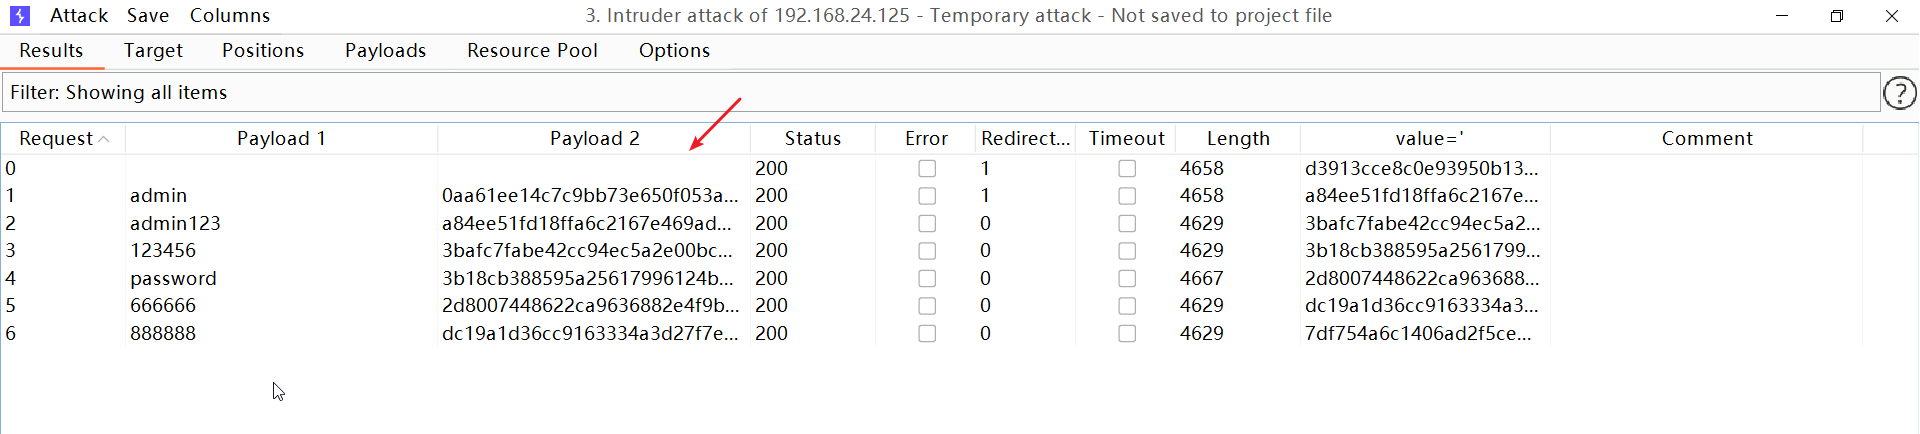 Attack Save Columns 3. Intruder attack of 192.168.24.125 - Temporary attack - Not saved to project file
Results Target Positions Payloads Resource Pool Options
Filter: Showing all items ?
Request Payload 1 Payload 2 Status Error Redirect... Timeout Length value=' Comment
0 200 1 4658 d3913cce8c0e93950b13...
1 admin 0aa61ee14c7c9bb73e650f053a... 200 1 4658 a84ee51fd18ffa6c2167e...
2 admin123 a84ee51fd18ffa6c2167e469ad... 200 0 4629 3bafc7fabe42cc94ec5a2...
3 123456 3bafc7fabe42cc94ec5a2e00bc... 200 0 4629 3b18cb388595a2561799...
4 password 3b18cb388595a25617996124b... 200 0 4667 2d8007448622ca963688...
5 666666 2d8007448622ca9636882e4f9b... 200 0 4629 dc19a1d36cc9163334a3...
6 888888 dc19a1d36cc9163334a3d27f7e... 200 0 4629 7df754a6c1406ad2f5ce...